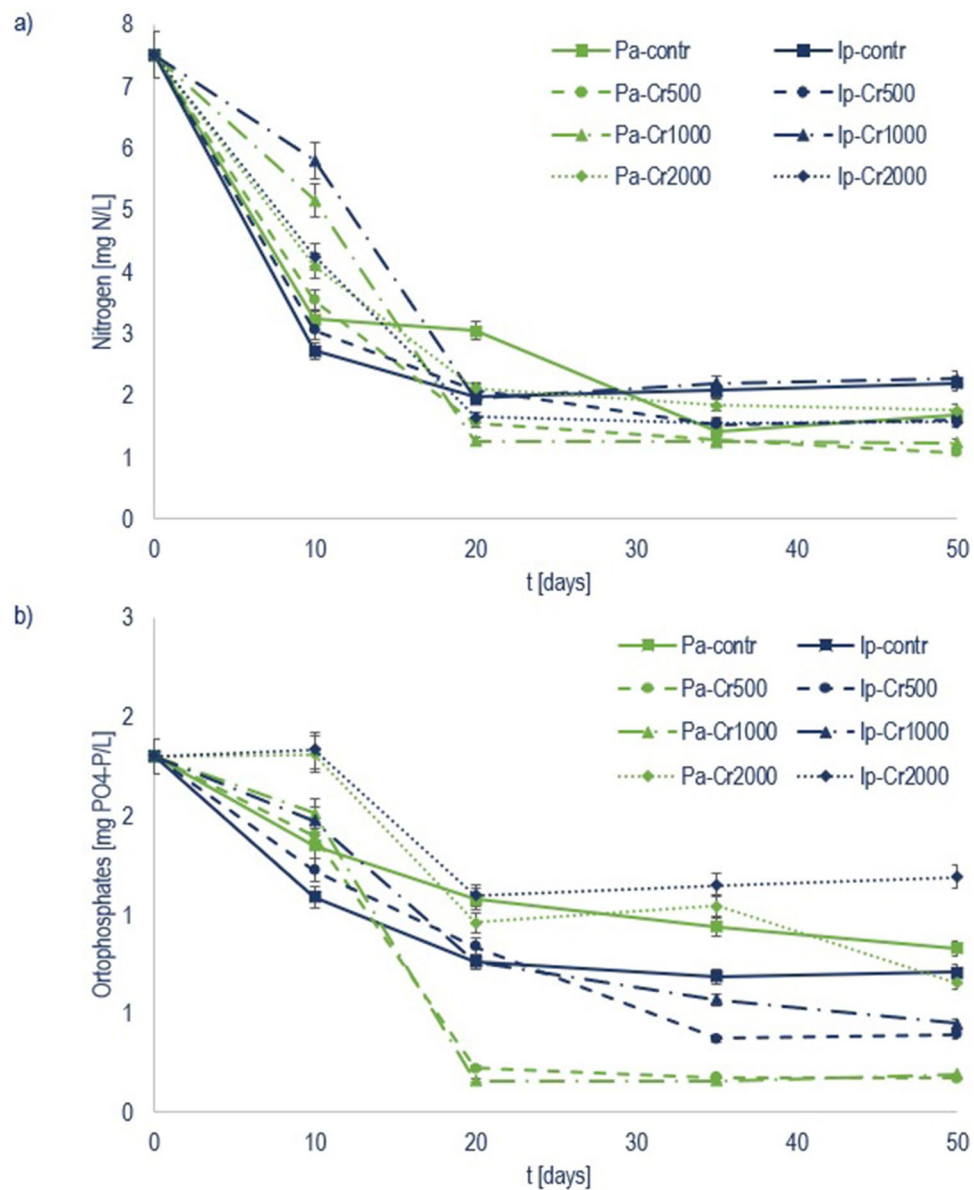 a)
Nitrogen [mg N/L]
8
7
6
5
4
3
2
1
0
Pa-contr Ip-contr
Pa-Cr500 Ip-Cr500
Pa-Cr1000 Ip-Cr1000
Pa-Cr2000 Ip-Cr2000
0 10 20 30 40 50
t [days]
b)
Ortophosphates [mg PO4-P/L]
3
2
2
1
1
0
Pa-contr Ip-contr
Pa-Cr500 Ip-Cr500
Pa-Cr1000 Ip-Cr1000
Pa-Cr2000 Ip-Cr2000
0 10 20 30 40 50
t [days]